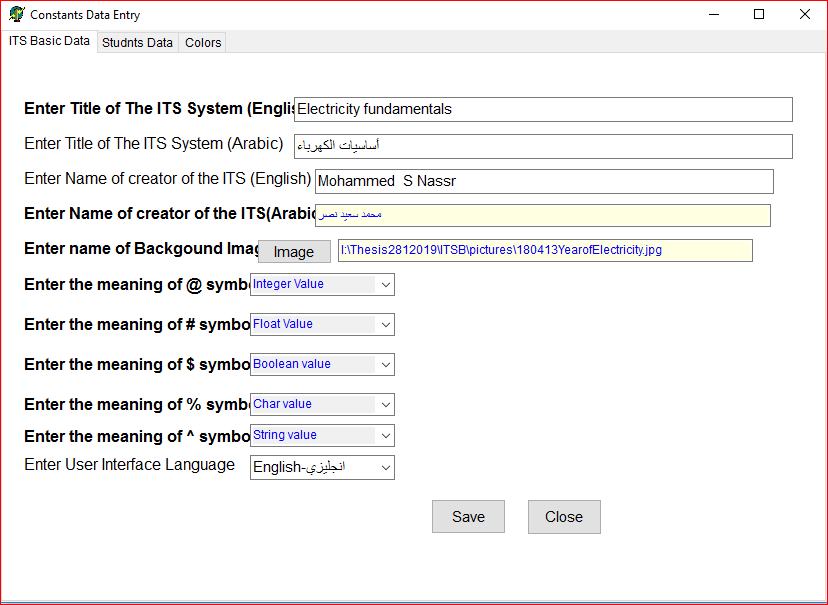 Constants Data Entry
ITS Basic Data Studnts Data Colors
Enter Title of The ITS System (Englis Electricity fundamentals
Enter Title of The ITS System (Arabic) أساسيات الكهرباء
Enter Name of creator of the ITS (English) Mohammed S Nassr
Enter Name of creator of the ITS(Arabic محمد سعيد نصر
Enter name of Backgound Imag Image I:\Thesis2812019\ITSB\pictures\180413YearofElectricity.jpg
Enter the meaning of @ symbo Integer Value
Enter the meaning of # symbo Float Value
Enter the meaning of $ symbo Boolean value
Enter the meaning of % symbo Char value
Enter the meaning of ^ symbo String value
Enter User Interface Language English-انجليزي
Save Close